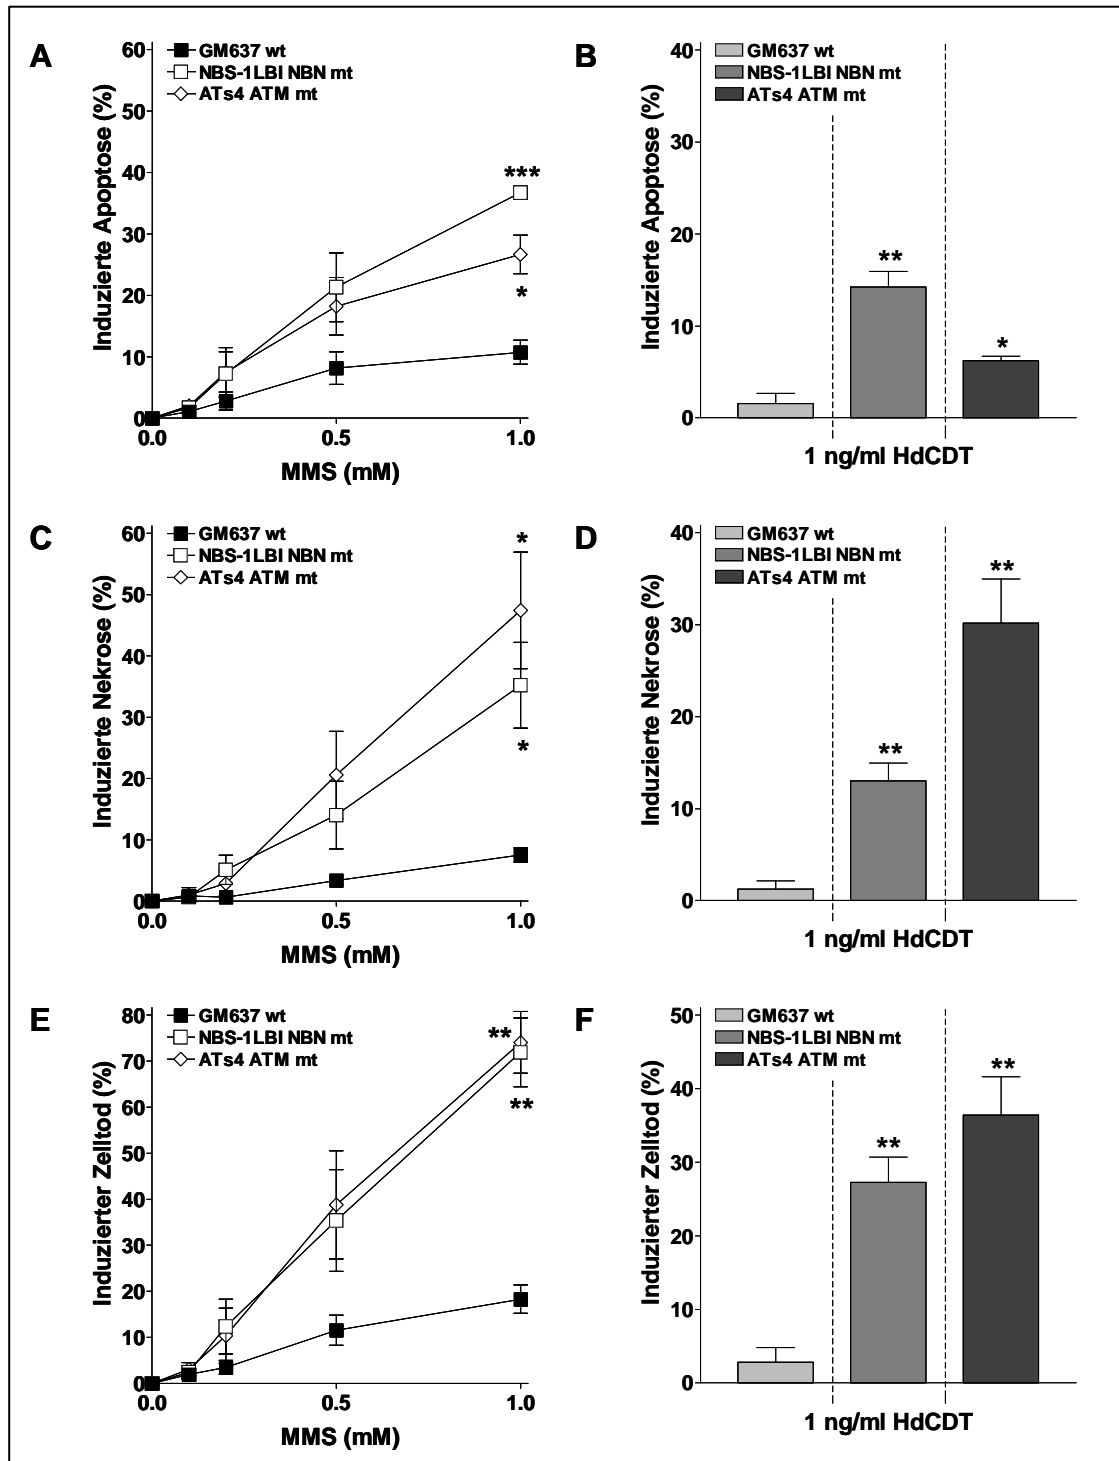 A
GM637 wt
NBS-1LBI NBN mt
ATs4 ATM mt
Induzierte Apoptose (%)
60
50
40
30
20
10
0
0.0
0.5
1.0
MMS (mM)
***
*
B
GM637 wt
NBS-1LBI NBN mt
ATs4 ATM mt
Induzierte Apoptose (%)
40
30
20
10
0
**
*
1 ng/ml HdCDT
C
GM637 wt
NBS-1LBI NBN mt
ATs4 ATM mt
Induzierte Nekrose (%)
60
50
40
30
20
10
0
0.0
0.5
1.0
MMS (mM)
*
*
D
GM637 wt
NBS-1LBI NBN mt
ATs4 ATM mt
Induzierte Nekrose (%)
40
30
20
10
0
**
**
1 ng/ml HdCDT
E
GM637 wt
NBS-1LBI NBN mt
ATs4 ATM mt
Induzierter Zelltod (%)
80
70
60
50
40
30
20
10
0
0.0
0.5
1.0
MMS (mM)
**
**
F
GM637 wt
NBS-1LBI NBN mt
ATs4 ATM mt
Induzierter Zelltod (%)
50
40
30
20
10
0
**
**
1 ng/ml HdCDT